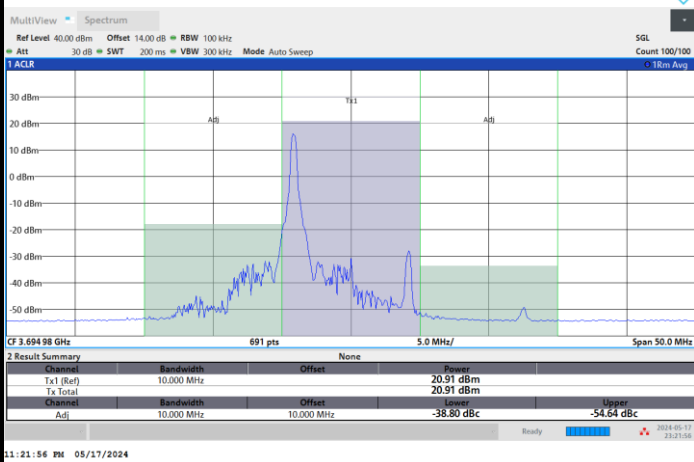 MultiView Spectrum
Ref Level 40.00 dBm Offset 14.00 dB RBW 100 kHz SGL
Att 30 dB SWT 200 ms VBW 300 kHz Mode Auto Sweep Count 100/100
1 ACLR 1Rm Avg
30 dBm
Tx1
20 dBm Adj Adj
10 dBm
0 dBm
-10 dBm
-20 dBm
-30 dBm
-40 dBm
-50 dBm
CF 3.694 98 GHz 691 pts 5.0 MHz/ Span 50.0 MHz
2 Result Summary None
Channel Bandwidth Offset Power
Tx1 (Ref) 10.000 MHz 20.91 dBm
Tx Total 20.91 dBm
Channel Bandwidth Offset Lower Upper
Adj 10.000 MHz 10.000 MHz -38.80 dBc -54.64 dBc
Ready 2024-05-17
23:21:56
11:21:56 PM 05/17/2024